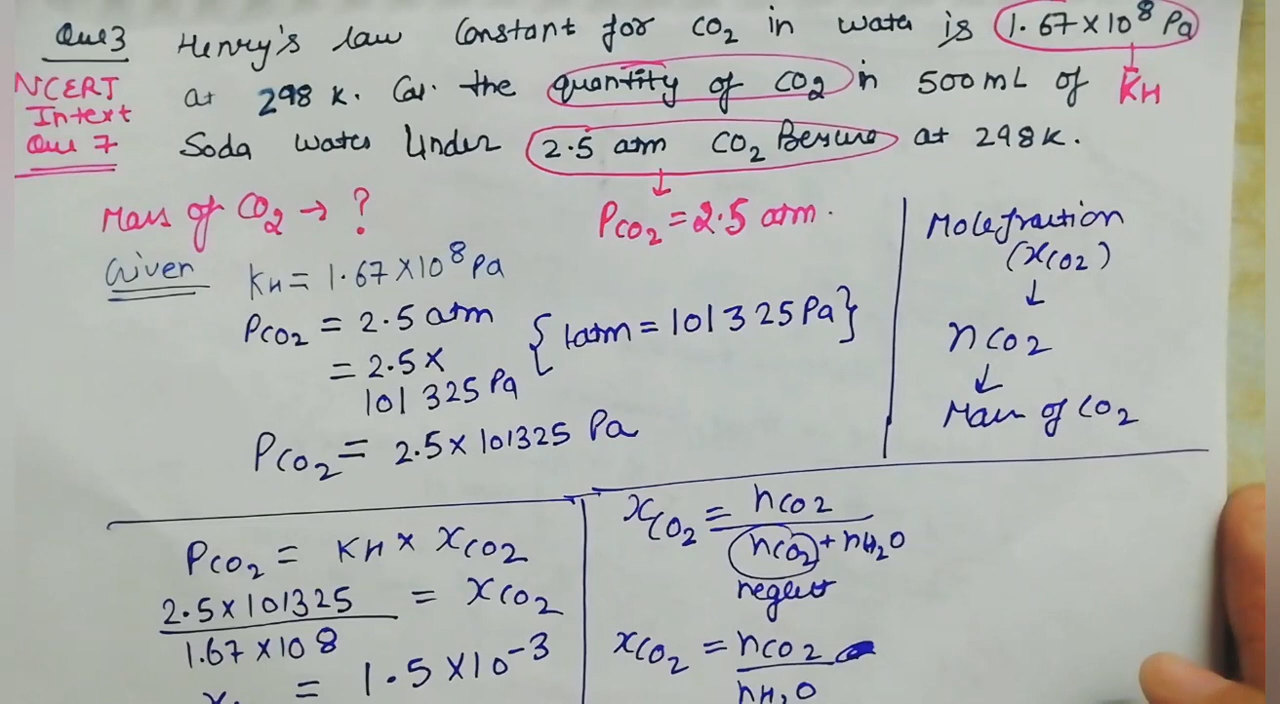 Que 3 Henry's law Constant for CO2 in water is 1.67 × 10^8 Pa
NCERT
Intext
Que 7
at 298 K. Cal. the quantity of CO2 in 500 mL of KH
Soda water Under 2.5 atm CO2 at 298 K.
Mass of CO2 → ?
PCO2 = 2.5 atm.
Given KH = 1.67 × 10^8 Pa
PCO2 = 2.5 atm {1 atm = 101325 Pa}
= 2.5 ×
101 325 Pa
PCO2 = 2.5 × 101325 Pa
Mole fraction
(xCO2)
↓
nCO2
↓
Mass of CO2
PCO2 = KH × xCO2
2.5 × 101325 = xCO2
1.67 × 10 8
= 1.5 × 10^-3
xCO2 = nCO2
nCO2 + nH2O
neglect
xCO2 = nCO2
nH2O